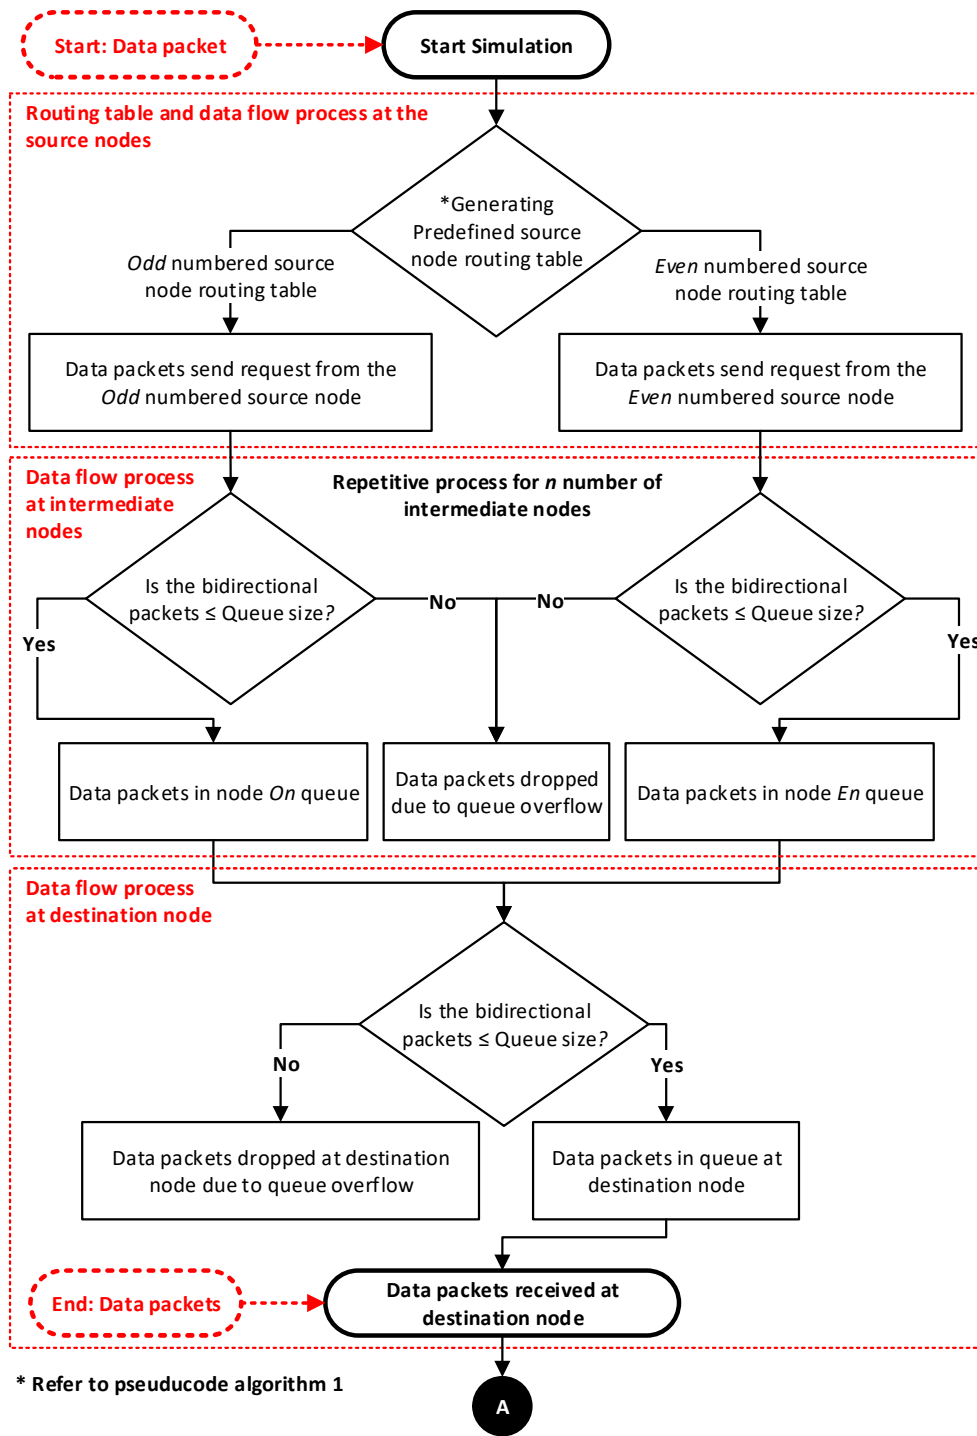 Start: Data packet
Start Simulation
Routing table and data flow process at the
source nodes
*Generating
Predefined source
node routing table
Odd numbered source
node routing table
Even numbered source
node routing table
Data packets send request from the
Odd numbered source node
Data packets send request from the
Even numbered source node
Data flow process
at intermediate
nodes
Repetitive process for n number of
intermediate nodes
Is the bidirectional
packets ≤ Queue size?
Is the bidirectional
packets ≤ Queue size?
No
No
Yes
Yes
Data packets in node On queue
Data packets dropped
due to queue overflow
Data packets in node En queue
Data flow process
at destination node
Is the bidirectional
packets ≤ Queue size?
No
Yes
Data packets dropped at destination
node due to queue overflow
Data packets in queue at
destination node
End: Data packets
Data packets received at
destination node
* Refer to pseuducode algorithm 1
A